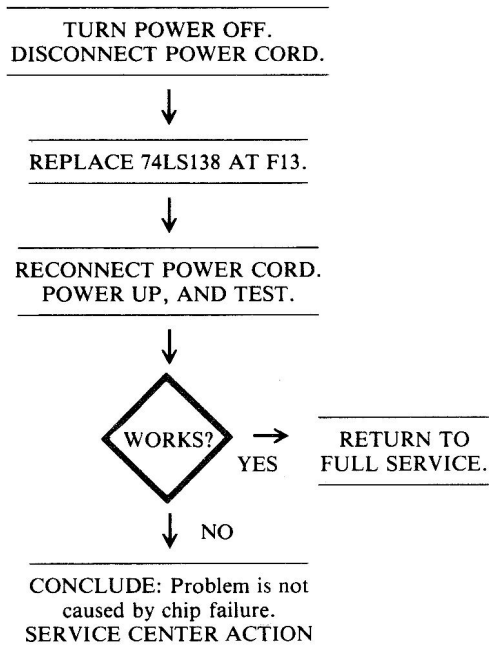 TURN POWER OFF.
DISCONNECT POWER CORD.
REPLACE 74LS138 AT F13.
RECONNECT POWER CORD.
POWER UP, AND TEST.
WORKS?
YES
RETURN TO
FULL SERVICE.
NO
CONCLUDE: Problem is not
caused by chip failure.
SERVICE CENTER ACTION